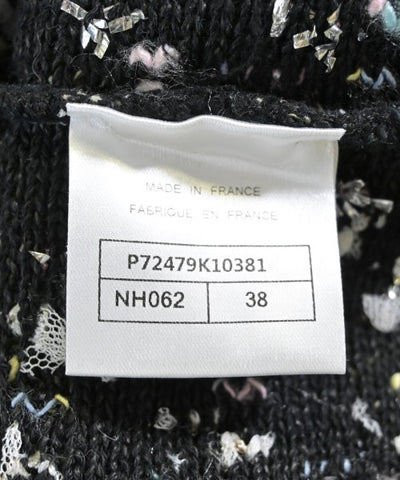 MADE IN FRANCE
FABRIQUE EN FRANCE
P72479K10381
NH062 38